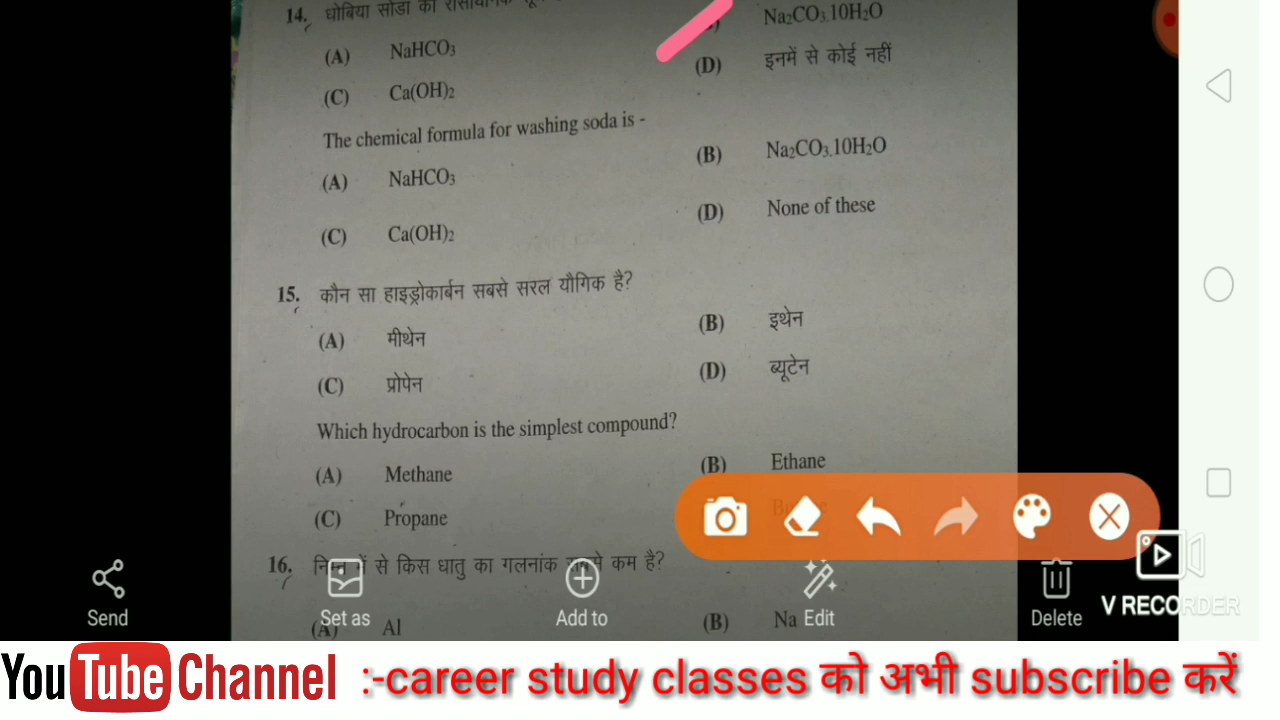 14. धोबिया सोडा का रासायनिक
(A) NaHCO₃
Na₂CO₃.10H₂O
(C) Ca(OH)₂
(D) इनमें से कोई नहीं
The chemical formula for washing soda is -
(A) NaHCO₃
(B) Na₂CO₃.10H₂O
(C) Ca(OH)₂
(D) None of these
15. कौन सा हाइड्रोकार्बन सबसे सरल यौगिक है?
(A) मीथेन
(B) इथेन
(C) प्रोपेन
(D) ब्यूटेन
Which hydrocarbon is the simplest compound?
(A) Methane
(B) Ethane
(C) Propane
16. निम्न में से किस धातु का गलनांक सबसे कम है?
(A) Al
(B) Na
Send
Set as
Add to
Edit
Delete
V RECORDER
YouTube Channel :-career study classes को अभी subscribe करें